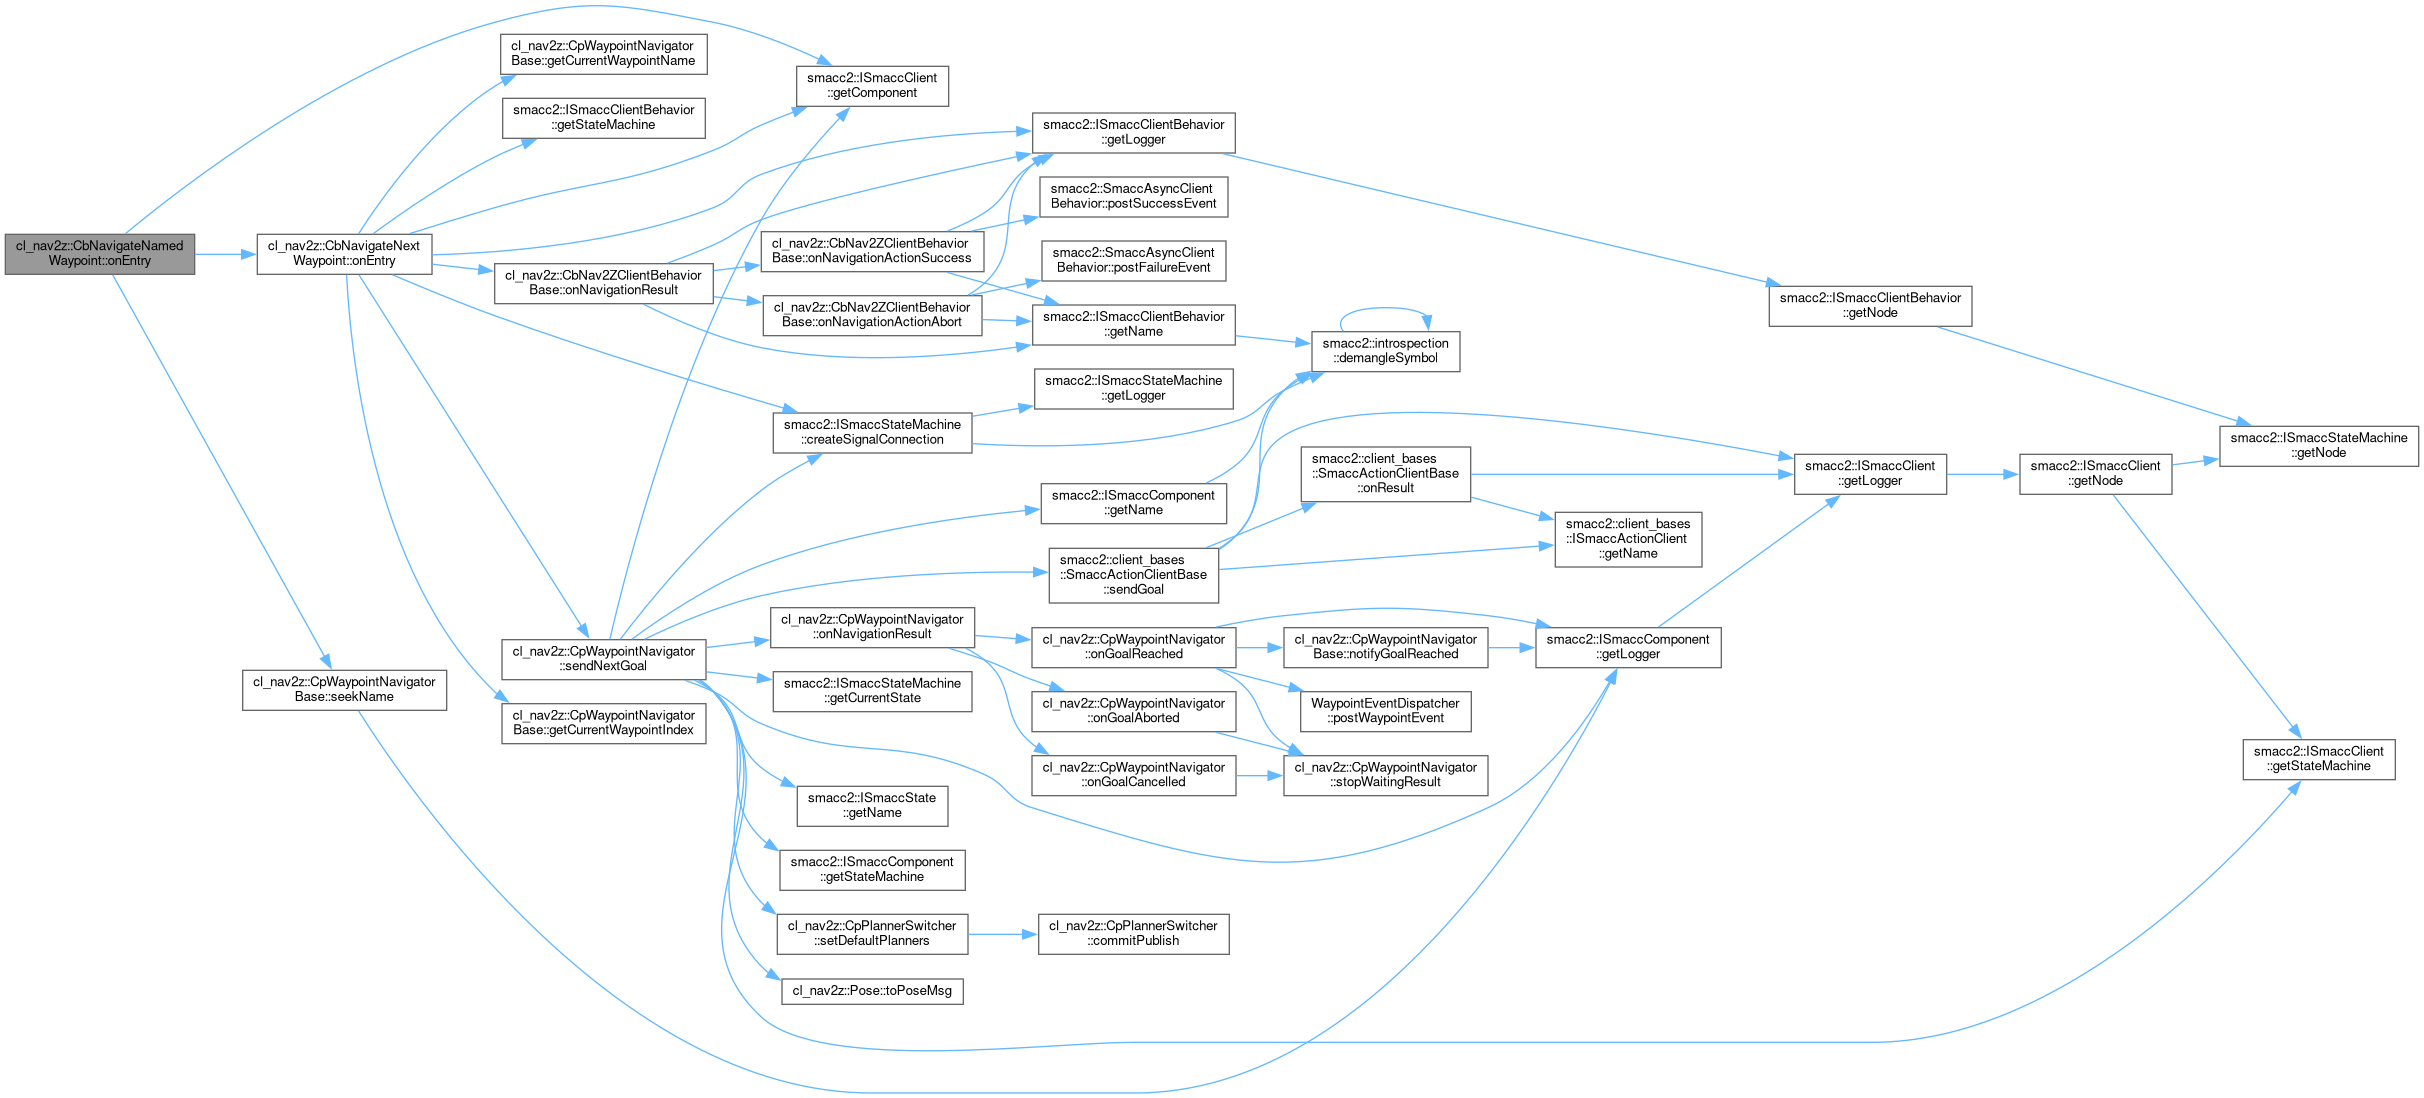 cl_nav2z::CbNavigateNamed
Waypoint::onEntry
cl_nav2z::CbNavigateNext
Waypoint::onEntry
cl_nav2z::CpWaypointNavigator
Base::seekName
cl_nav2z::CpWaypointNavigator
Base::getCurrentWaypointName
smacc2::ISmaccClientBehavior
::getStateMachine
cl_nav2z::CbNav2ZClientBehavior
Base::onNavigationResult
cl_nav2z::CpWaypointNavigator
::sendNextGoal
cl_nav2z::CpWaypointNavigator
Base::getCurrentWaypointIndex
smacc2::ISmaccClient
::getComponent
cl_nav2z::CbNav2ZClientBehavior
Base::onNavigationActionSuccess
cl_nav2z::CbNav2ZClientBehavior
Base::onNavigationActionAbort
smacc2::ISmaccStateMachine
::createSignalConnection
cl_nav2z::CpWaypointNavigator
::onNavigationResult
smacc2::ISmaccStateMachine
::getCurrentState
smacc2::ISmaccState
::getName
smacc2::ISmaccComponent
::getStateMachine
cl_nav2z::CpPlannerSwitcher
::setDefaultPlanners
cl_nav2z::Pose::toPoseMsg
smacc2::ISmaccClientBehavior
::getLogger
smacc2::SmaccAsyncClient
Behavior::postSuccessEvent
smacc2::SmaccAsyncClient
Behavior::postFailureEvent
smacc2::ISmaccClientBehavior
::getName
smacc2::ISmaccStateMachine
::getLogger
smacc2::ISmaccComponent
::getName
smacc2::client_bases
::SmaccActionClientBase
::sendGoal
cl_nav2z::CpWaypointNavigator
::onGoalReached
cl_nav2z::CpWaypointNavigator
::onGoalAborted
cl_nav2z::CpWaypointNavigator
::onGoalCancelled
cl_nav2z::CpPlannerSwitcher
::commitPublish
smacc2::introspection
::demangleSymbol
smacc2::client_bases
::SmaccActionClientBase
::onResult
cl_nav2z::CpWaypointNavigator
Base::notifyGoalReached
WaypointEventDispatcher
::postWaypointEvent
cl_nav2z::CpWaypointNavigator
::stopWaitingResult
smacc2::client_bases
::ISmaccActionClient
::getName
smacc2::ISmaccComponent
::getLogger
smacc2::ISmaccClientBehavior
::getNode
smacc2::ISmaccClient
::getLogger
smacc2::ISmaccClient
::getNode
smacc2::ISmaccStateMachine
::getNode
smacc2::ISmaccClient
::getStateMachine